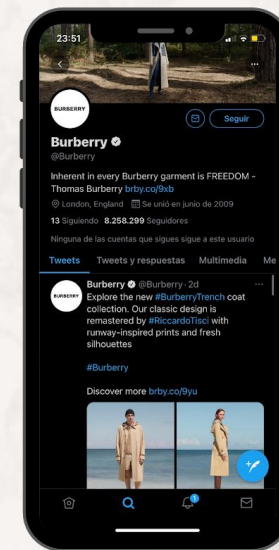 23:51
BURBERRY
Seguir
Burberry
@Burberry
Inherent in every Burberry garment is FREEDOM -
Thomas Burberry brby.co/9xb
London, England Se unió en junio de 2009
13 Siguiendo 8.258.299 Seguidores
Ninguna de las cuentas que sigues sigue a este usuario
Tweets Tweets y respuestas Multimedia Me
BURBERRY
Burberry @Burberry · 2d
Explore the new #BurberryTrench coat
collection. Our classic design is
remastered by #RiccardoTisci with
runway-inspired prints and fresh
silhouettes
#Burberry
Discover more brby.co/9yu